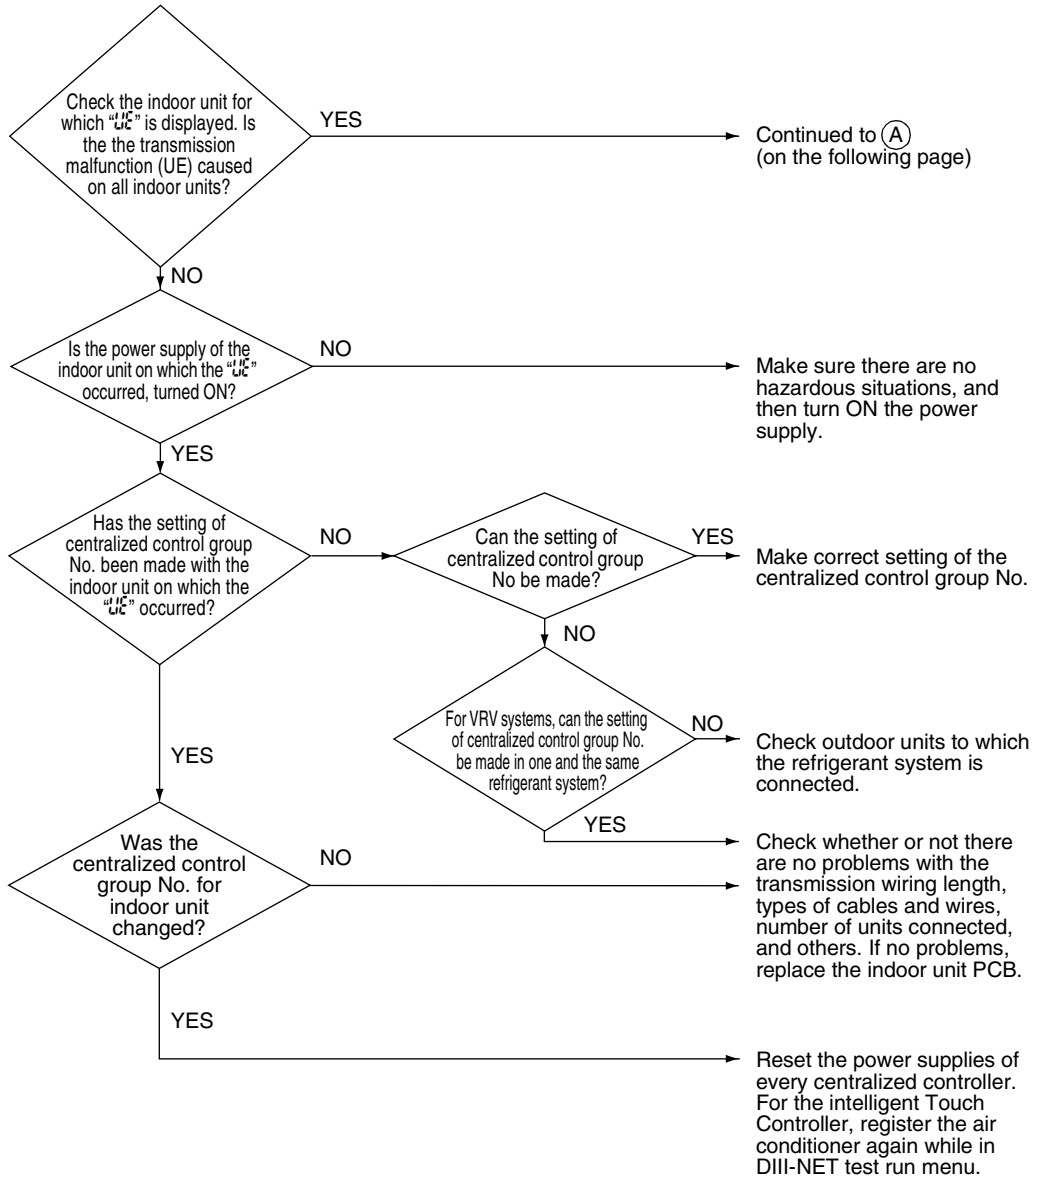 Check the indoor unit for
which “UE” is displayed. Is
the the transmission
malfunction (UE) caused
on all indoor units?
YES
Continued to A
(on the following page)
NO
Is the power supply of the
indoor unit on which the “UE”
occurred, turned ON?
NO
Make sure there are no
hazardous situations, and
then turn ON the power
supply.
YES
Has the setting of
centralized control group
No. been made with the
indoor unit on which the
“UE” occurred?
NO
Can the setting of
centralized control group
No be made?
YES
Make correct setting of the
centralized control group No.
NO
For VRV systems, can the setting
of centralized control group No.
be made in one and the same
refrigerant system?
NO
Check outdoor units to which
the refrigerant system is
connected.
YES
Check whether or not there
are no problems with the
transmission wiring length,
types of cables and wires,
number of units connected,
and others. If no problems,
replace the indoor unit PCB.
YES
Was the
centralized control
group No. for
indoor unit
changed?
NO
YES
Reset the power supplies of
every centralized controller.
For the intelligent Touch
Controller, register the air
conditioner again while in
DIII-NET test run menu.